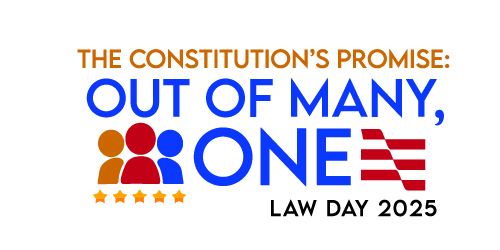 THE CONSTITUTION'S PROMISE:
OUT OF MANY,
ONE
LAW DAY 2025